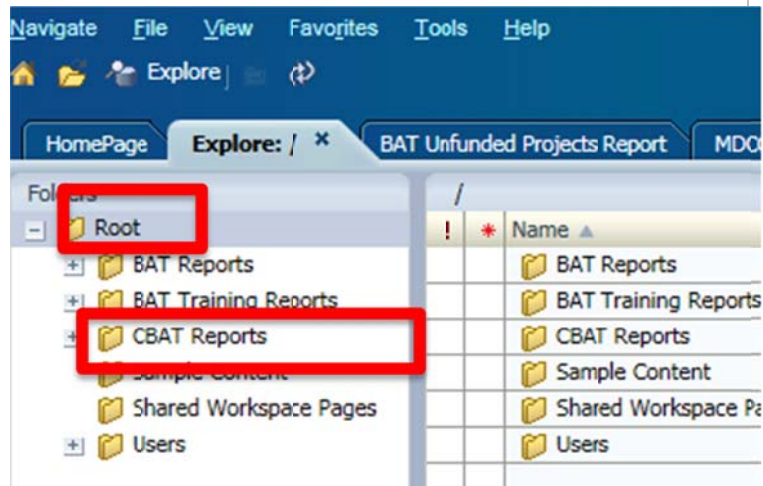 Navigate File View Favorites Tools Help
Explore
HomePage Explore: / × BAT Unfunded Projects Report
Folders /
Root ! * Name
BAT Reports BAT Reports
BAT Training Reports BAT Training Reports
CBAT Reports CBAT Reports
Sample Content Sample Content
Shared Workspace Pages Shared Workspace
Users Users